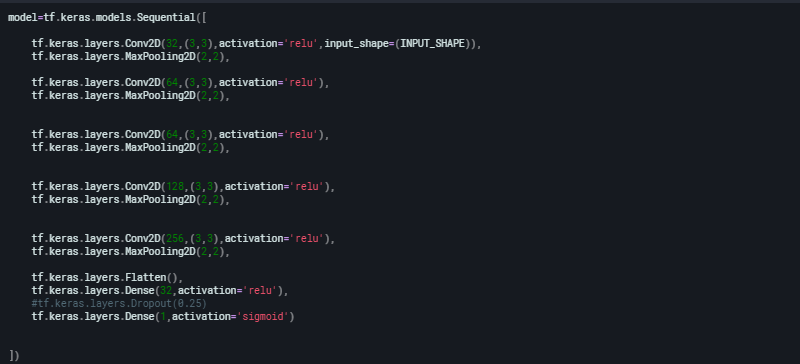 model=tf.keras.models.Sequential([
tf.keras.layers.Conv2D(32,(3,3),activation='relu',input_shape=(INPUT_SHAPE)),
tf.keras.layers.MaxPooling2D(2,2),
tf.keras.layers.Conv2D(64,(3,3),activation='relu'),
tf.keras.layers.MaxPooling2D(2,2),
tf.keras.layers.Conv2D(64,(3,3),activation='relu'),
tf.keras.layers.MaxPooling2D(2,2),
tf.keras.layers.Conv2D(128,(3,3),activation='relu'),
tf.keras.layers.MaxPooling2D(2,2),
tf.keras.layers.Conv2D(256,(3,3),activation='relu'),
tf.keras.layers.MaxPooling2D(2,2),
tf.keras.layers.Flatten(),
tf.keras.layers.Dense(32,activation='relu'),
#tf.keras.layers.Dropout(0.25)
tf.keras.layers.Dense(1,activation='sigmoid')
])